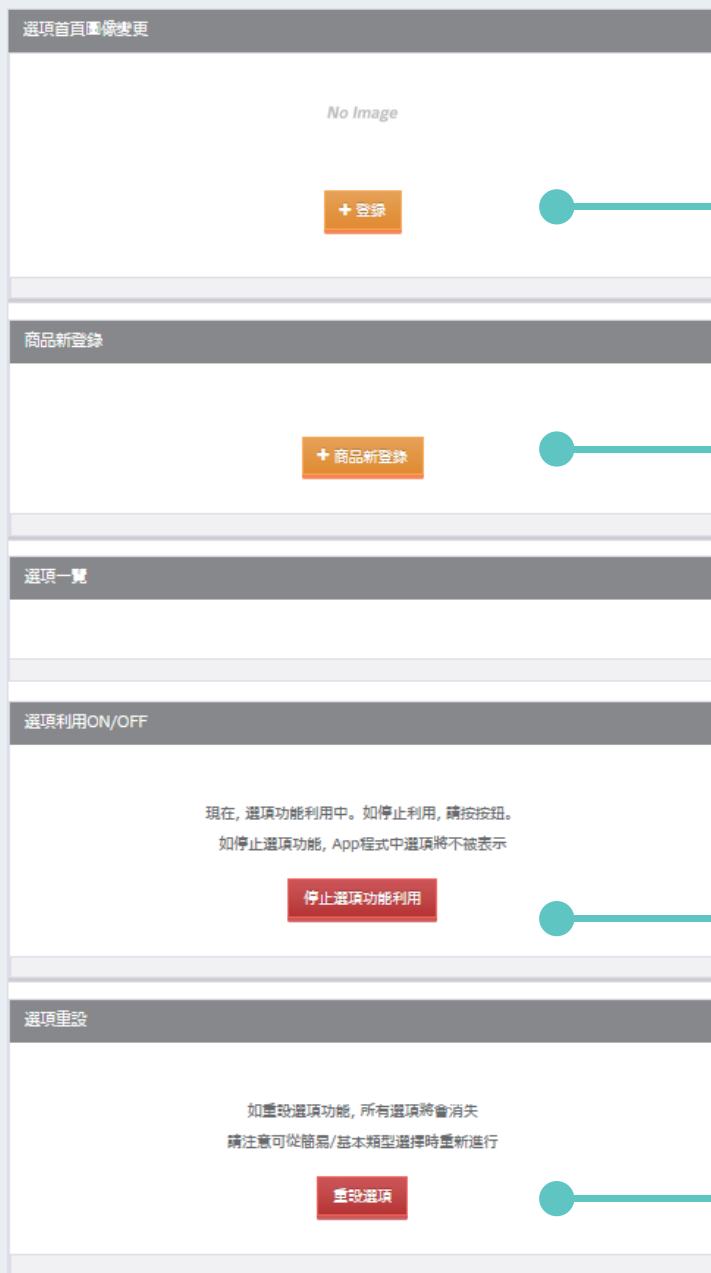 選項首頁圖像變更
No Image
+ 登錄
商品新登錄
+ 商品新登錄
選項一覽
選項利用ON/OFF
現在, 選項功能利用中。如停止利用, 請按按鈕。
如停止選項功能, App程式中選項將不被表示
停止選項功能利用
選項重設
如重設選項功能, 所有選項將會消失
請注意可從簡易/基本類型選擇時重新進行
重設選項